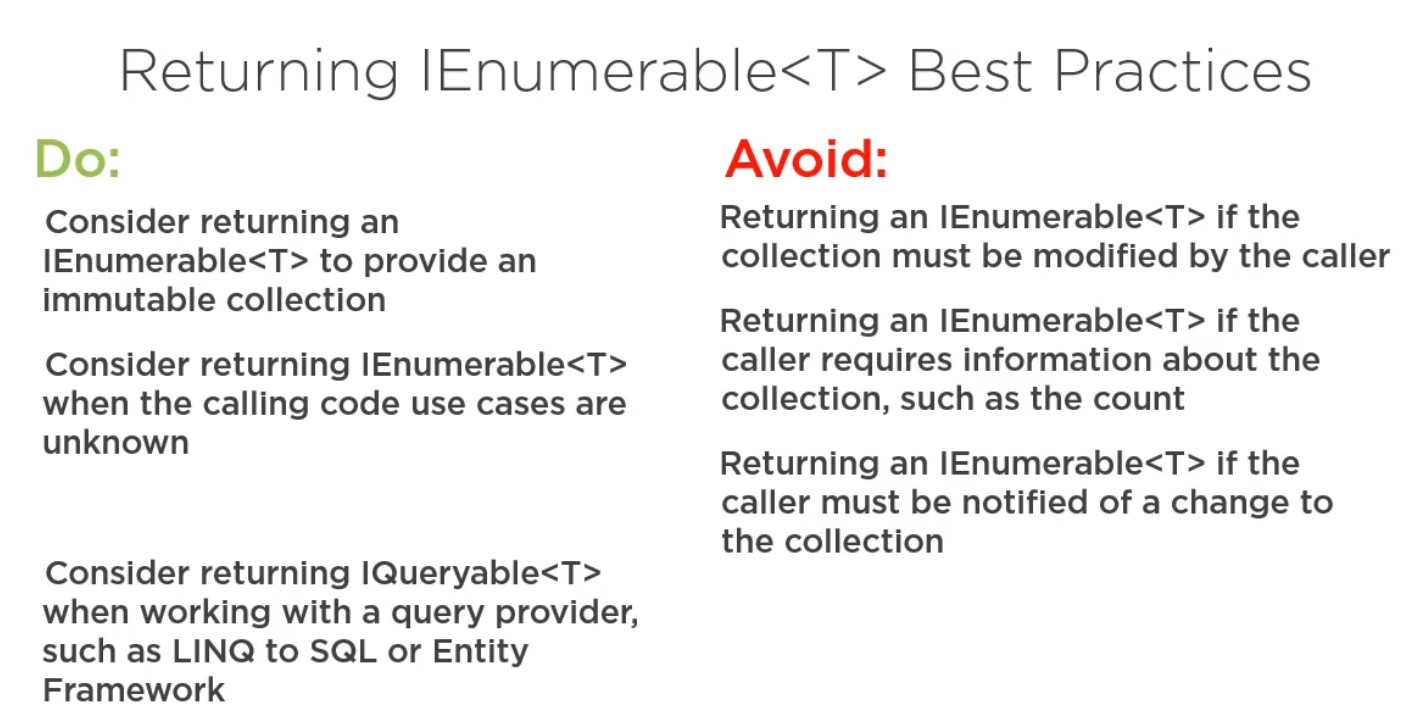 Returning IEnumerable<T> Best Practices
Do:
Consider returning an
IEnumerable<T> to provide an
immutable collection
Consider returning IEnumerable<T>
when the calling code use cases are
unknown
Consider returning IQueryable<T>
when working with a query provider,
such as LINQ to SQL or Entity
Framework
Avoid:
Returning an IEnumerable<T> if the
collection must be modified by the caller
Returning an IEnumerable<T> if the
caller requires information about the
collection, such as the count
Returning an IEnumerable<T> if the
caller must be notified of a change to
the collection